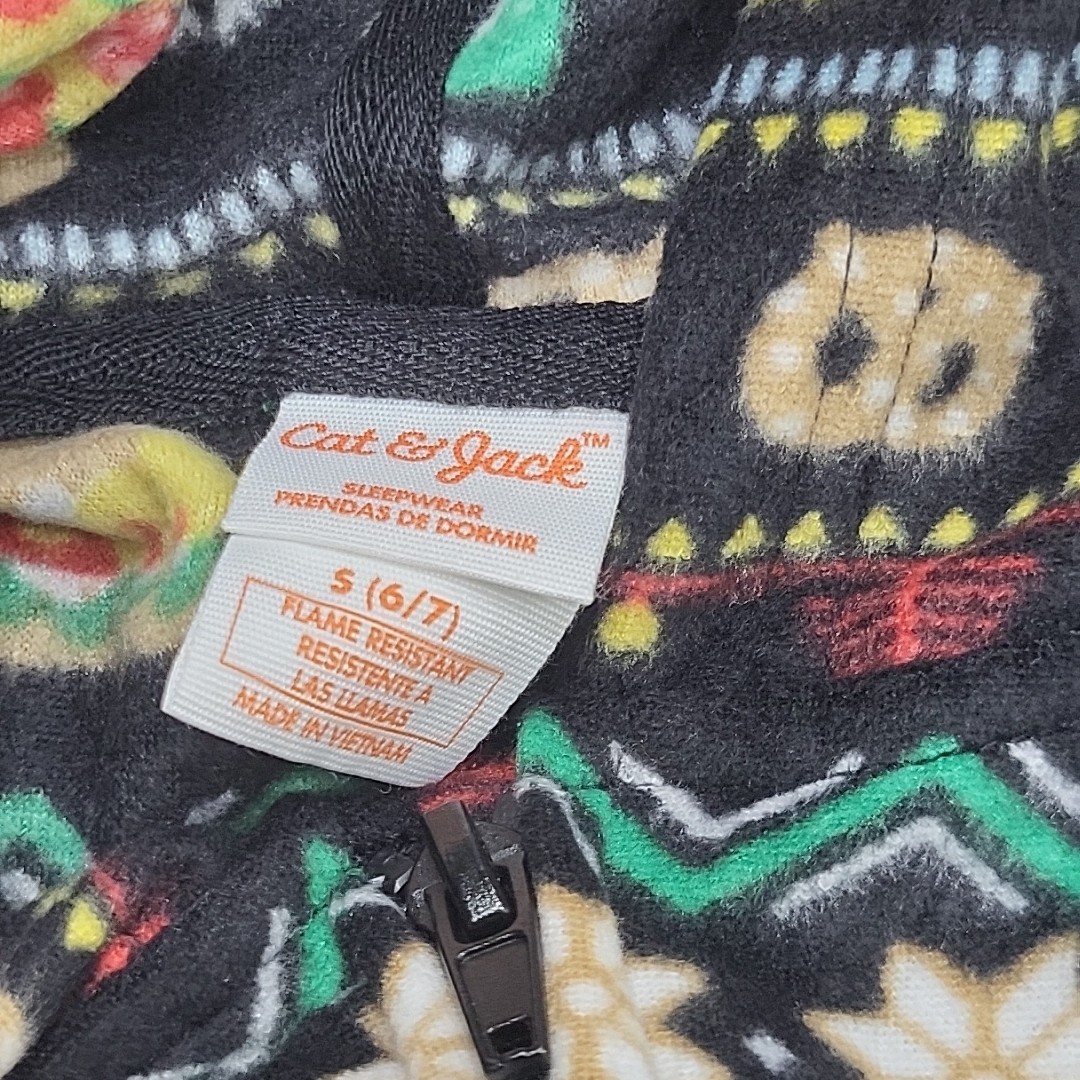 Cat & Jack™
SLEEPWEAR
PRENDAS DE DORMIR
S (6/7)
FLAME RESISTANT
RESISTENTE A
LAS LLAMAS
MADE IN VIETNAM